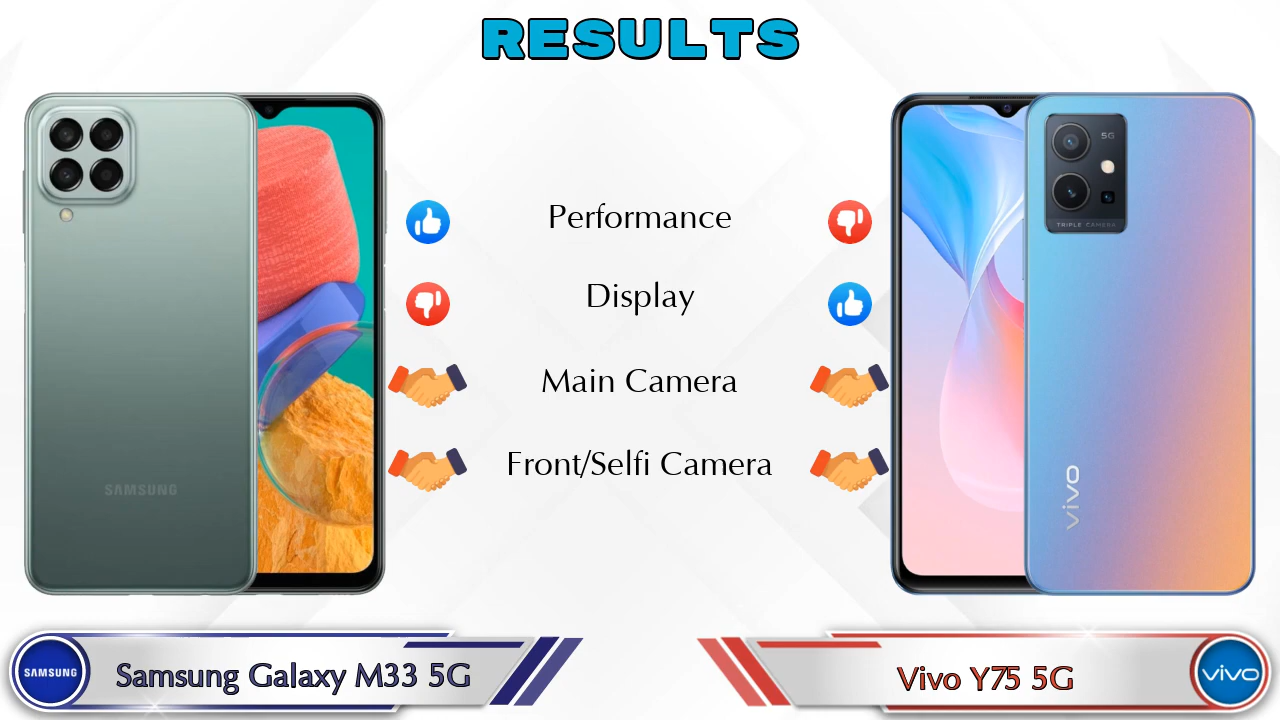 RESULTS
5G
TRIPLE CAMERA
Performance
Display
Main Camera
Front/Selfi Camera
SAMSUNG
vivo
SAMSUNG
Samsung Galaxy M33 5G
Vivo Y75 5G
vivo